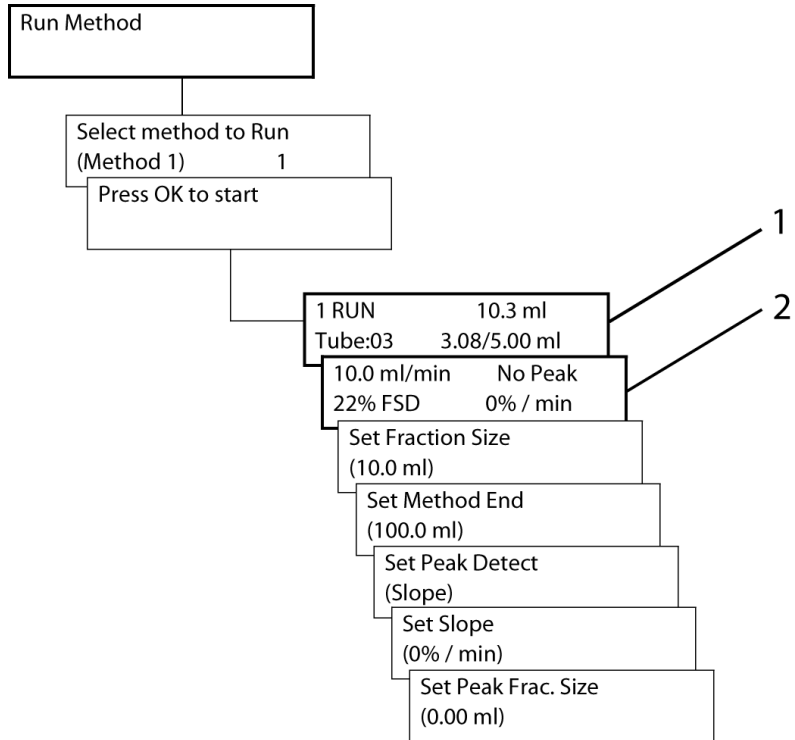 Run Method
Select method to Run
(Method 1) 1
Press OK to start
1
1 RUN 10.3 ml
Tube:03 3.08/5.00 ml
2
10.0 ml/min No Peak
22% FSD 0% / min
Set Fraction Size
(10.0 ml)
Set Method End
(100.0 ml)
Set Peak Detect
(Slope)
Set Slope
(0% / min)
Set Peak Frac. Size
(0.00 ml)